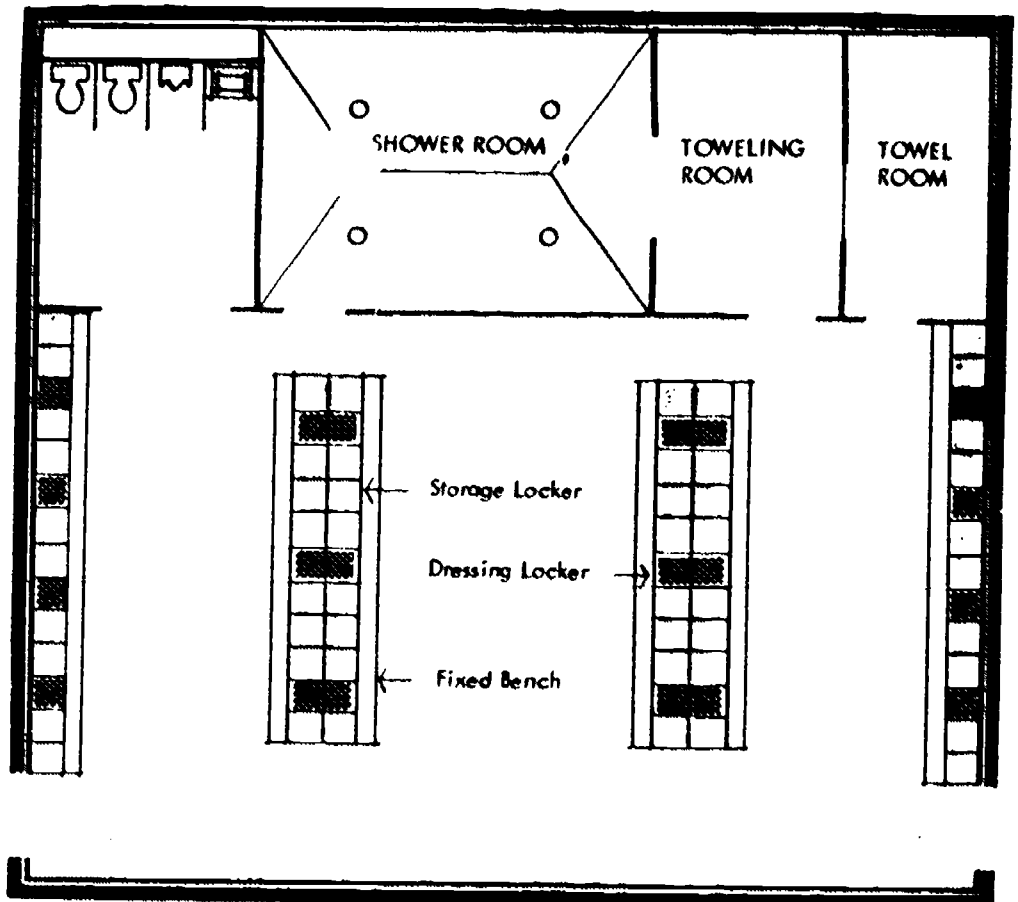 SHOWER ROOM
TOWELING
ROOM
TOWEL
ROOM
Storage Locker
Dressing Locker
Fixed Bench